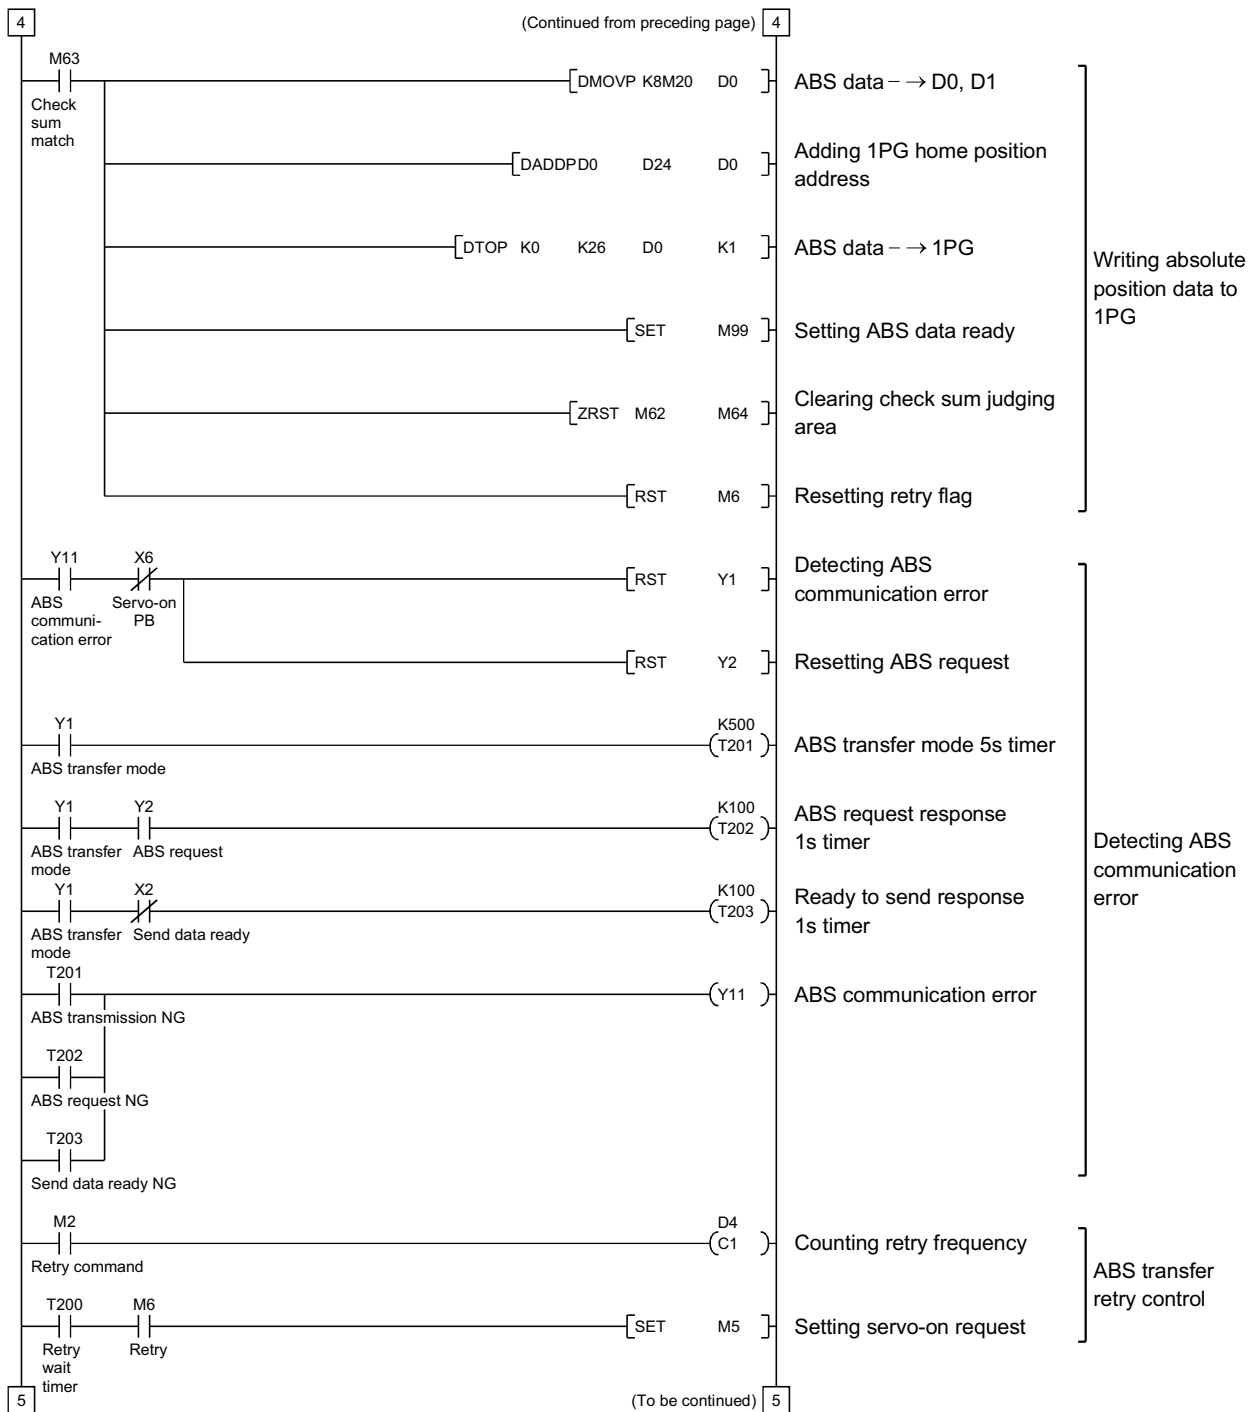 4 (Continued from preceding page) 4
M63
DMOVP K8M20 D0 ABS data – → D0, D1
Check
sum
match
DADDPD0 D24 D0 Adding 1PG home position
address
DTOP K0 K26 D0 K1 ABS data – → 1PG
Writing absolute
position data to
1PG
SET M99 Setting ABS data ready
ZRST M62 M64 Clearing check sum judging
area
RST M6 Resetting retry flag
Y11 X6
RST Y1 Detecting ABS
communication error
ABS
communi-
cation error
Servo-on
PB
RST Y2 Resetting ABS request
Y1 K500
T201 ABS transfer mode 5s timer
ABS transfer mode
Y1 Y2 K100
T202 ABS request response
1s timer
ABS transfer
mode
ABS request
Detecting ABS
communication
error
Y1 X2 K100
T203 Ready to send response
1s timer
ABS transfer
mode
Send data ready
T201
Y11 ABS communication error
ABS transmission NG
T202
ABS request NG
T203
Send data ready NG
M2 D4
C1 Counting retry frequency
Retry command
ABS transfer
retry control
T200 M6
SET M5 Setting servo-on request
Retry
wait
timer
Retry
5 (To be continued) 5